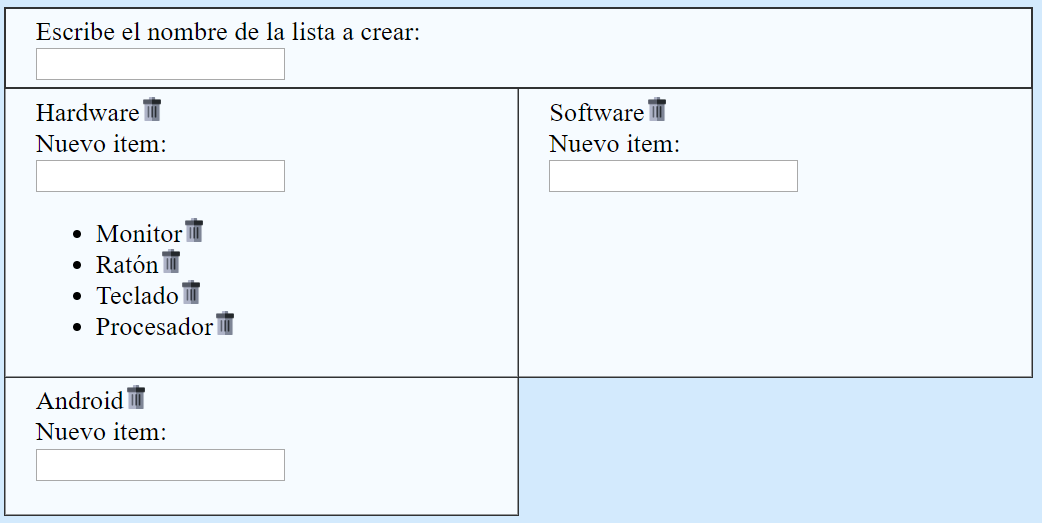 Escribe el nombre de la lista a crear:
Hardware
Nuevo item:
Monitor
Ratón
Teclado
Procesador
Software
Nuevo item:
Android
Nuevo item: